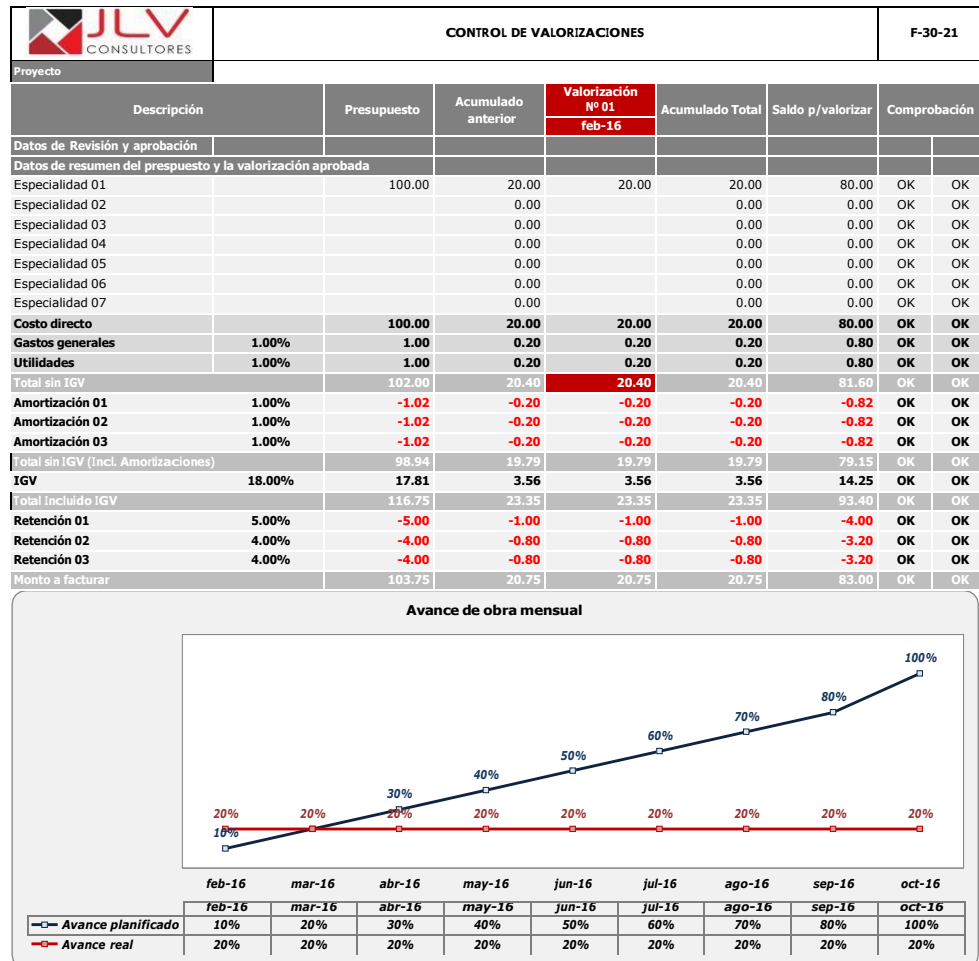 JLV
CONSULTORES
CONTROL DE VALORIZACIONES
F-30-21
Proyecto
Descripción Presupuesto Acumulado anterior Valorización Nº 01 feb-16 Acumulado Total Saldo p/valorizar Comprobación
Datos de Revisión y aprobación
Datos de resumen del prespuesto y la valorización aprobada
Especialidad 01 100.00 20.00 20.00 20.00 80.00 OK OK
Especialidad 02 0.00 0.00 0.00 OK OK
Especialidad 03 0.00 0.00 0.00 OK OK
Especialidad 04 0.00 0.00 0.00 OK OK
Especialidad 05 0.00 0.00 0.00 OK OK
Especialidad 06 0.00 0.00 0.00 OK OK
Especialidad 07 0.00 0.00 0.00 OK OK
Costo directo 100.00 20.00 20.00 20.00 80.00 OK OK
Gastos generales 1.00% 1.00 0.20 0.20 0.20 0.80 OK OK
Utilidades 1.00% 1.00 0.20 0.20 0.20 0.80 OK OK
Total sin IGV 102.00 20.40 20.40 20.40 81.60 OK OK
Amortización 01 1.00% -1.02 -0.20 -0.20 -0.20 -0.82 OK OK
Amortización 02 1.00% -1.02 -0.20 -0.20 -0.20 -0.82 OK OK
Amortización 03 1.00% -1.02 -0.20 -0.20 -0.20 -0.82 OK OK
Total sin IGV (Incl. Amortizaciones) 98.94 19.79 19.79 19.79 79.15 OK OK
IGV 18.00% 17.81 3.56 3.56 3.56 14.25 OK OK
Total Incluido IGV 116.75 23.35 23.35 23.35 93.40 OK OK
Retención 01 5.00% -5.00 -1.00 -1.00 -1.00 -4.00 OK OK
Retención 02 4.00% -4.00 -0.80 -0.80 -0.80 -3.20 OK OK
Retención 03 4.00% -4.00 -0.80 -0.80 -0.80 -3.20 OK OK
Monto a facturar 103.75 20.75 20.75 20.75 83.00 OK OK
Avance de obra mensual
100%
80%
70%
60%
50%
40%
30%
20% 20% 20% 20% 20% 20% 20% 20% 20%
10%
feb-16 mar-16 abr-16 may-16 jun-16 jul-16 ago-16 sep-16 oct-16
feb-16 mar-16 abr-16 may-16 jun-16 jul-16 ago-16 sep-16 oct-16
Avance planificado 10% 20% 30% 40% 50% 60% 70% 80% 100%
Avance real 20% 20% 20% 20% 20% 20% 20% 20% 20%